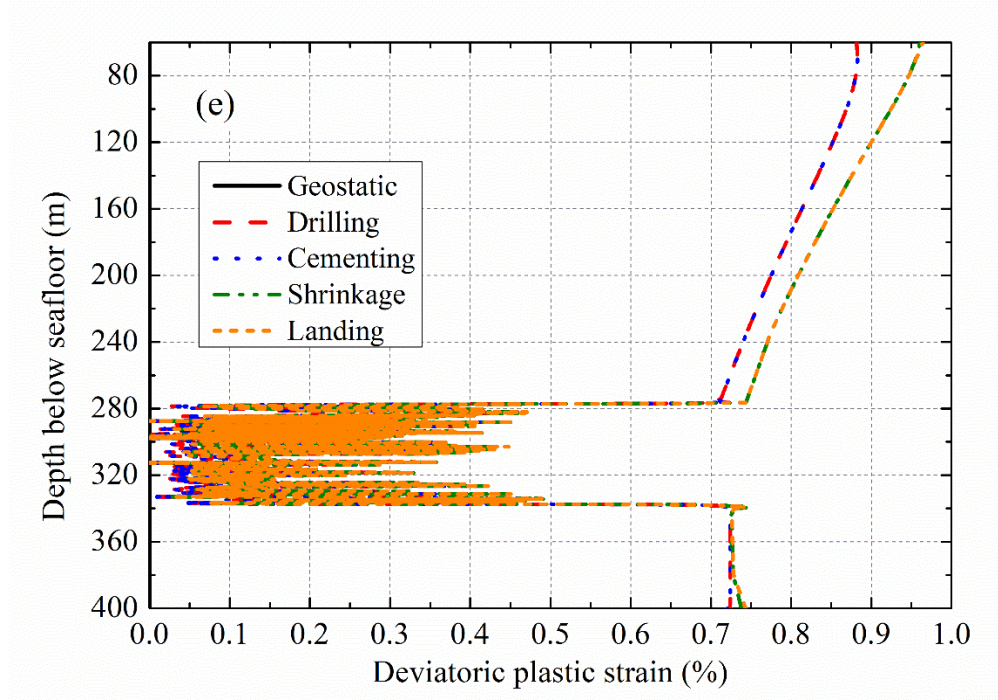 (e)
Geostatic
Drilling
Cementing
Shrinkage
Landing
Depth below seafloor (m)
80
120
160
200
240
280
320
360
400
0.0 0.1 0.2 0.3 0.4 0.5 0.6 0.7 0.8 0.9 1.0
Deviatoric plastic strain (%)